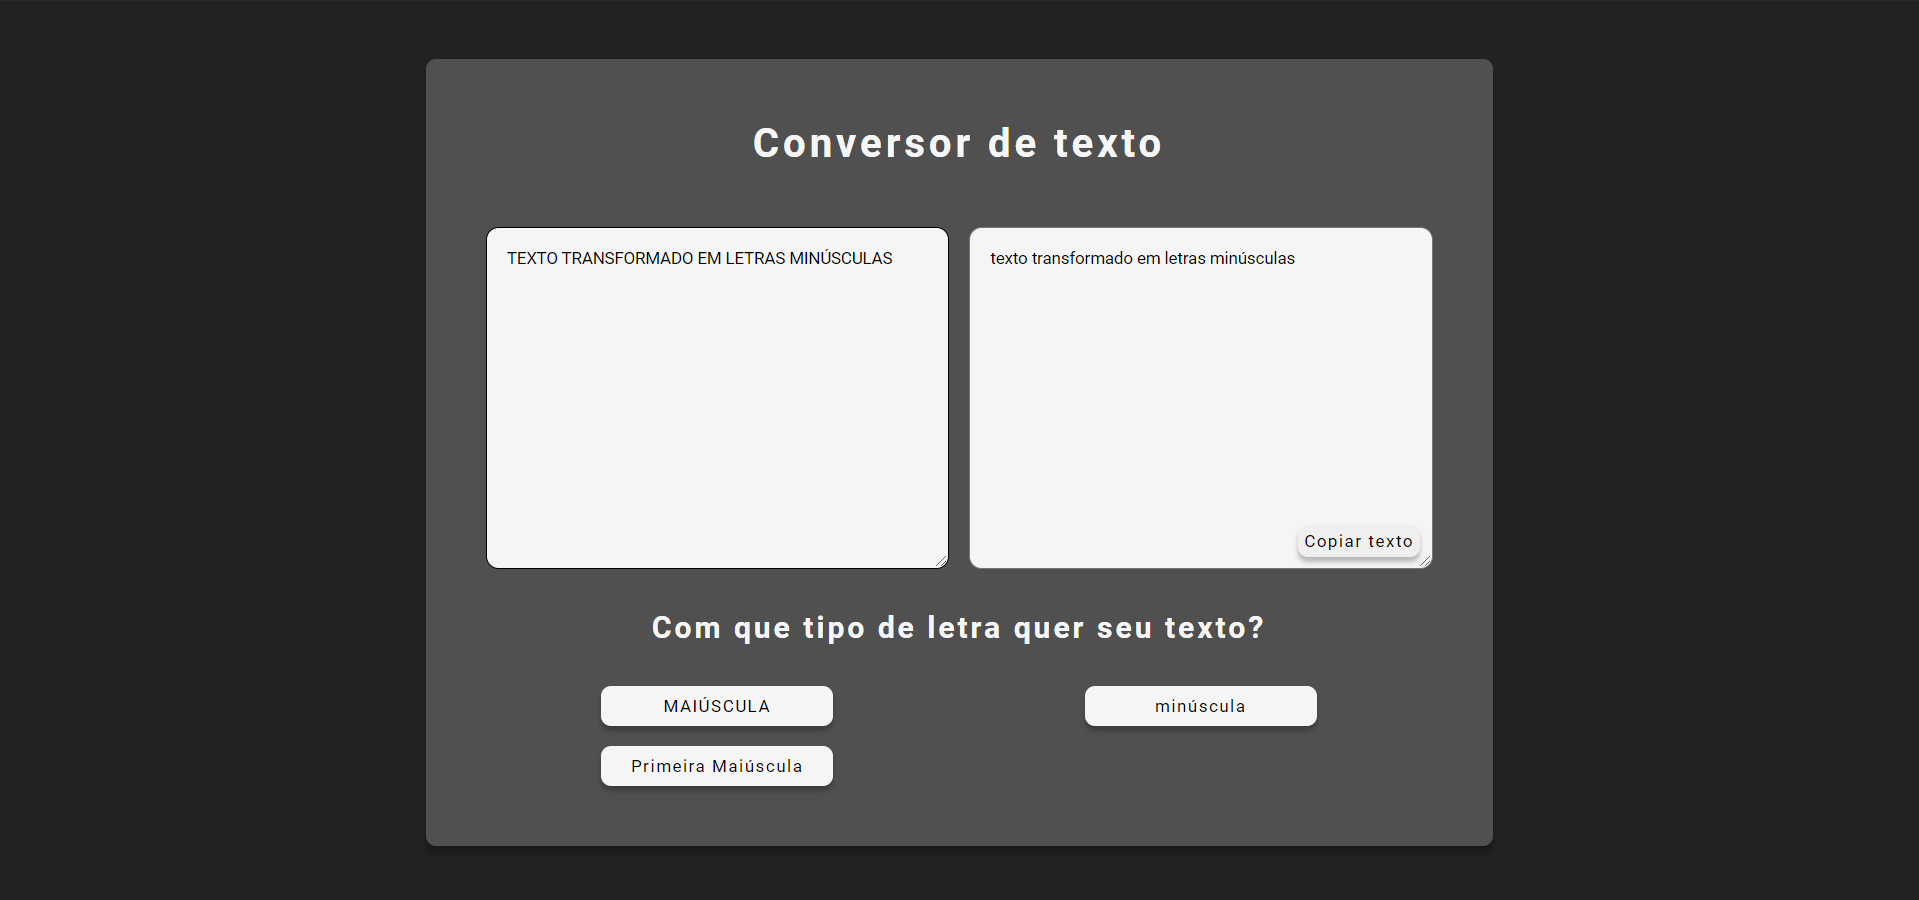 Conversor de texto
TEXTO TRANSFORMADO EM LETRAS MINÚSCULAS
texto transformado em letras minúsculas
Copiar texto
Com que tipo de letra quer seu texto?
MAIÚSCULA
minúscula
Primeira Maiúscula